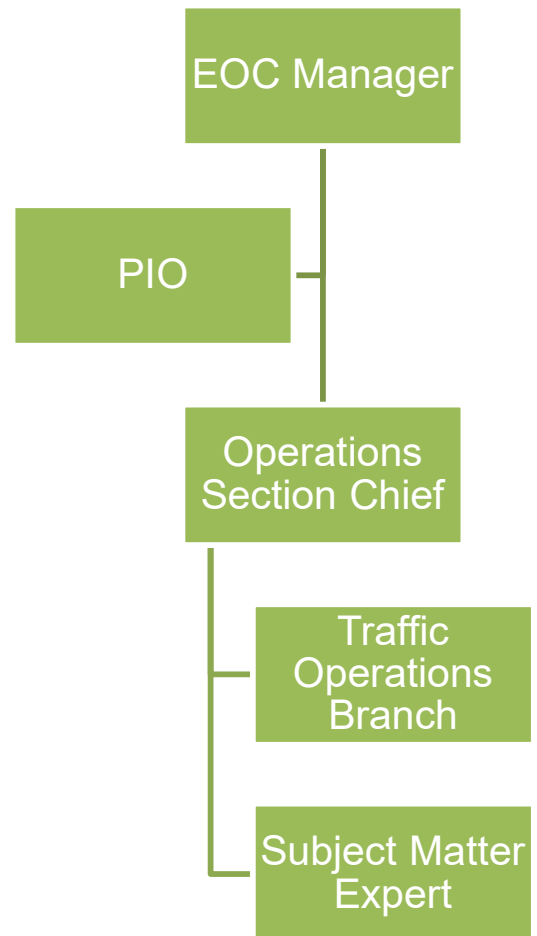 EOC Manager
PIO
Operations
Section Chief
Traffic
Operations
Branch
Subject Matter
Expert